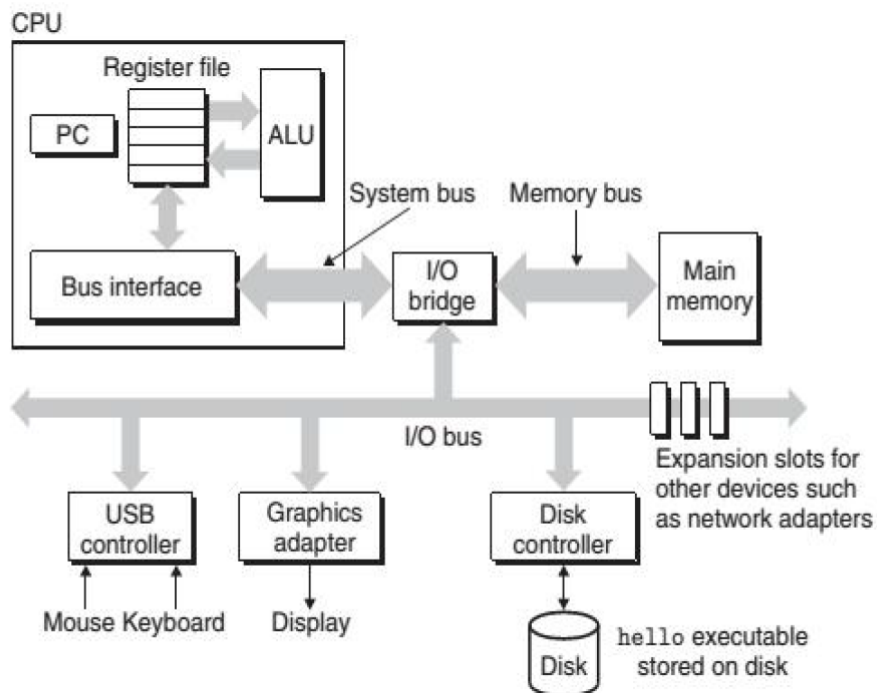 CPU
Register file
PC
ALU
System bus
Memory bus
Bus interface
I/O
bridge
Main
memory
I/O bus
Expansion slots for
other devices such
as network adapters
USB
controller
Graphics
adapter
Disk
controller
Mouse Keyboard
Display
Disk
hello executable
stored on disk